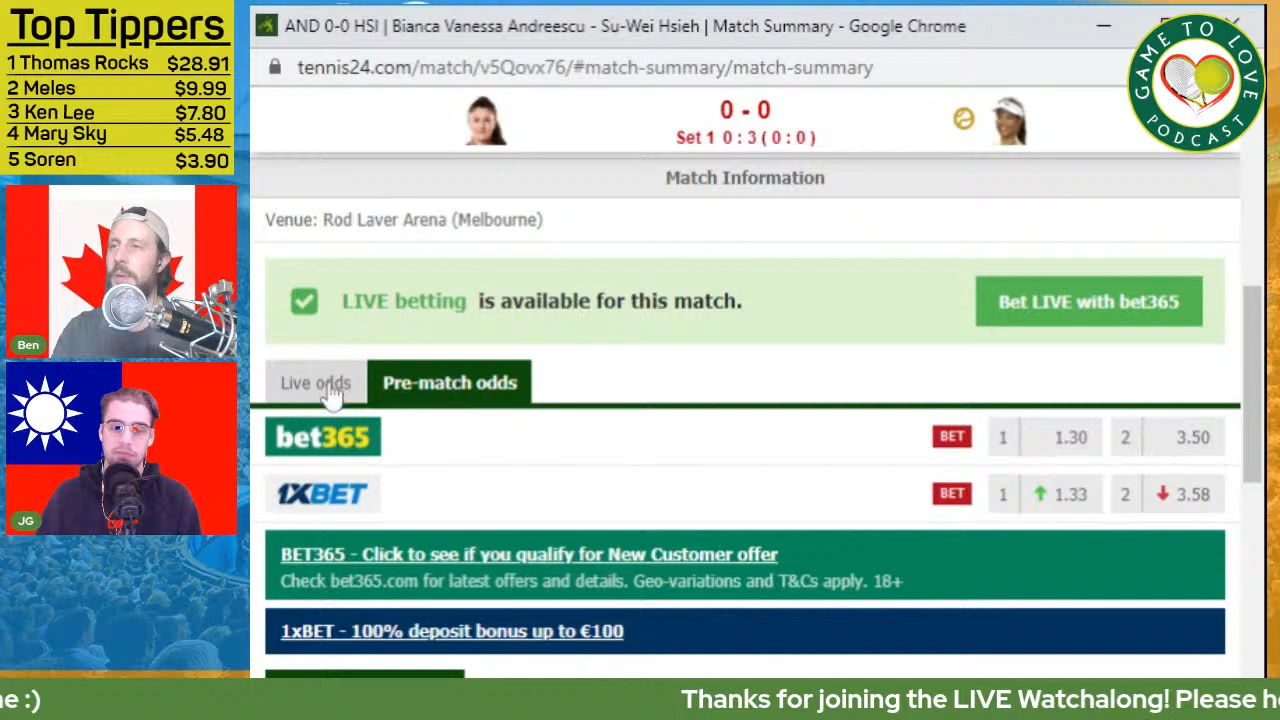 Top Tippers
1 Thomas Rocks $28.91
2 Meles $9.99
3 Ken Lee $7.80
4 Mary Sky $5.48
5 Soren $3.90
Ben
JG
AND 0-0 HSI | Bianca Vanessa Andreescu - Su-Wei Hsieh | Match Summary - Google Chrome
tennis24.com/match/v5Qovx76/#match-summary/match-summary
GAME TO LOVE
PODCAST
0 - 0
Set 1 0 : 3 ( 0 : 0 )
Match Information
Venue: Rod Laver Arena (Melbourne)
LIVE betting is available for this match.
Bet LIVE with bet365
Live odds
Pre-match odds
bet365 BET 1 1.30 2 3.50
1XBET BET 1 1.33 2 3.58
BET365 - Click to see if you qualify for New Customer offer
Check bet365.com for latest offers and details. Geo-variations and T&Cs apply. 18+
1xBET - 100% deposit bonus up to €100
me :) Thanks for joining the LIVE Watchalong! Please he